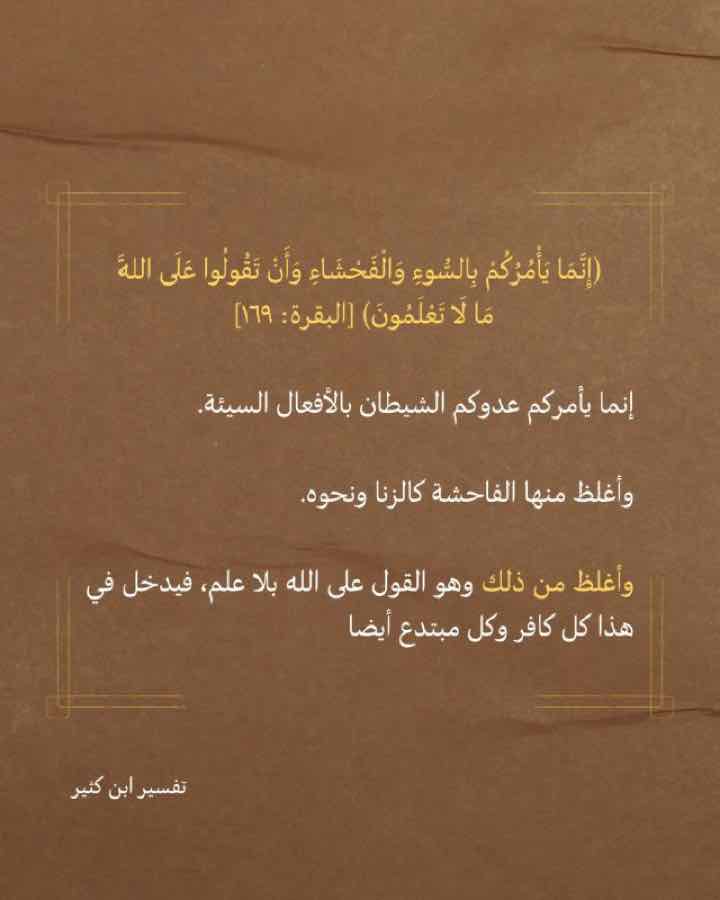 (إِنَّمَا يَأْمُرُكُمْ بِالسُّوءِ وَالْفَحْشَاءِ وَأَنْ تَقُولُوا عَلَى اللهَّ
مَا لَا تَعْلَمُونَ) [البقرة: ١٦٩]
إنما يأمركم عدوكم الشيطان بالأفعال السيئة.
وأغلظ منها الفاحشة كالزنا ونحوه.
وأغلظ من ذلك وهو القول على الله بلا علم، فيدخل في
هذا كل كافر وكل مبتدع أيضا
تفسير ابن كثير